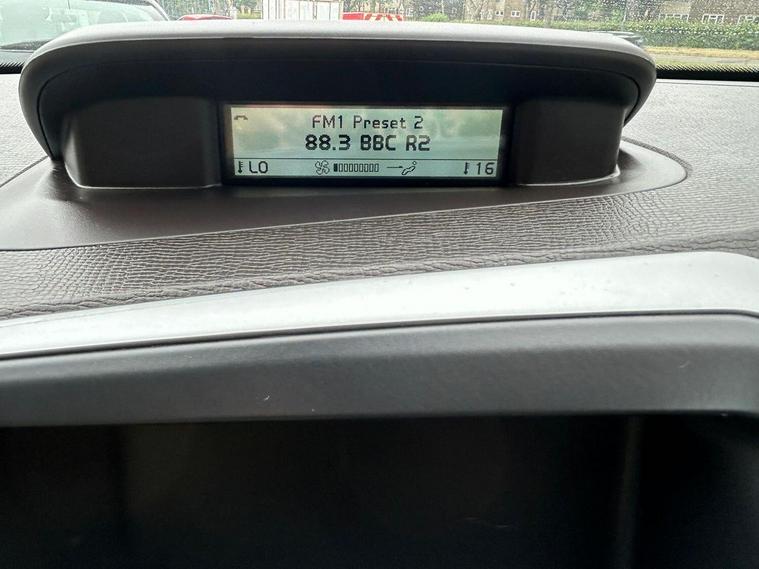 FM1 Preset 2
88.3 BBC R2
LO 16